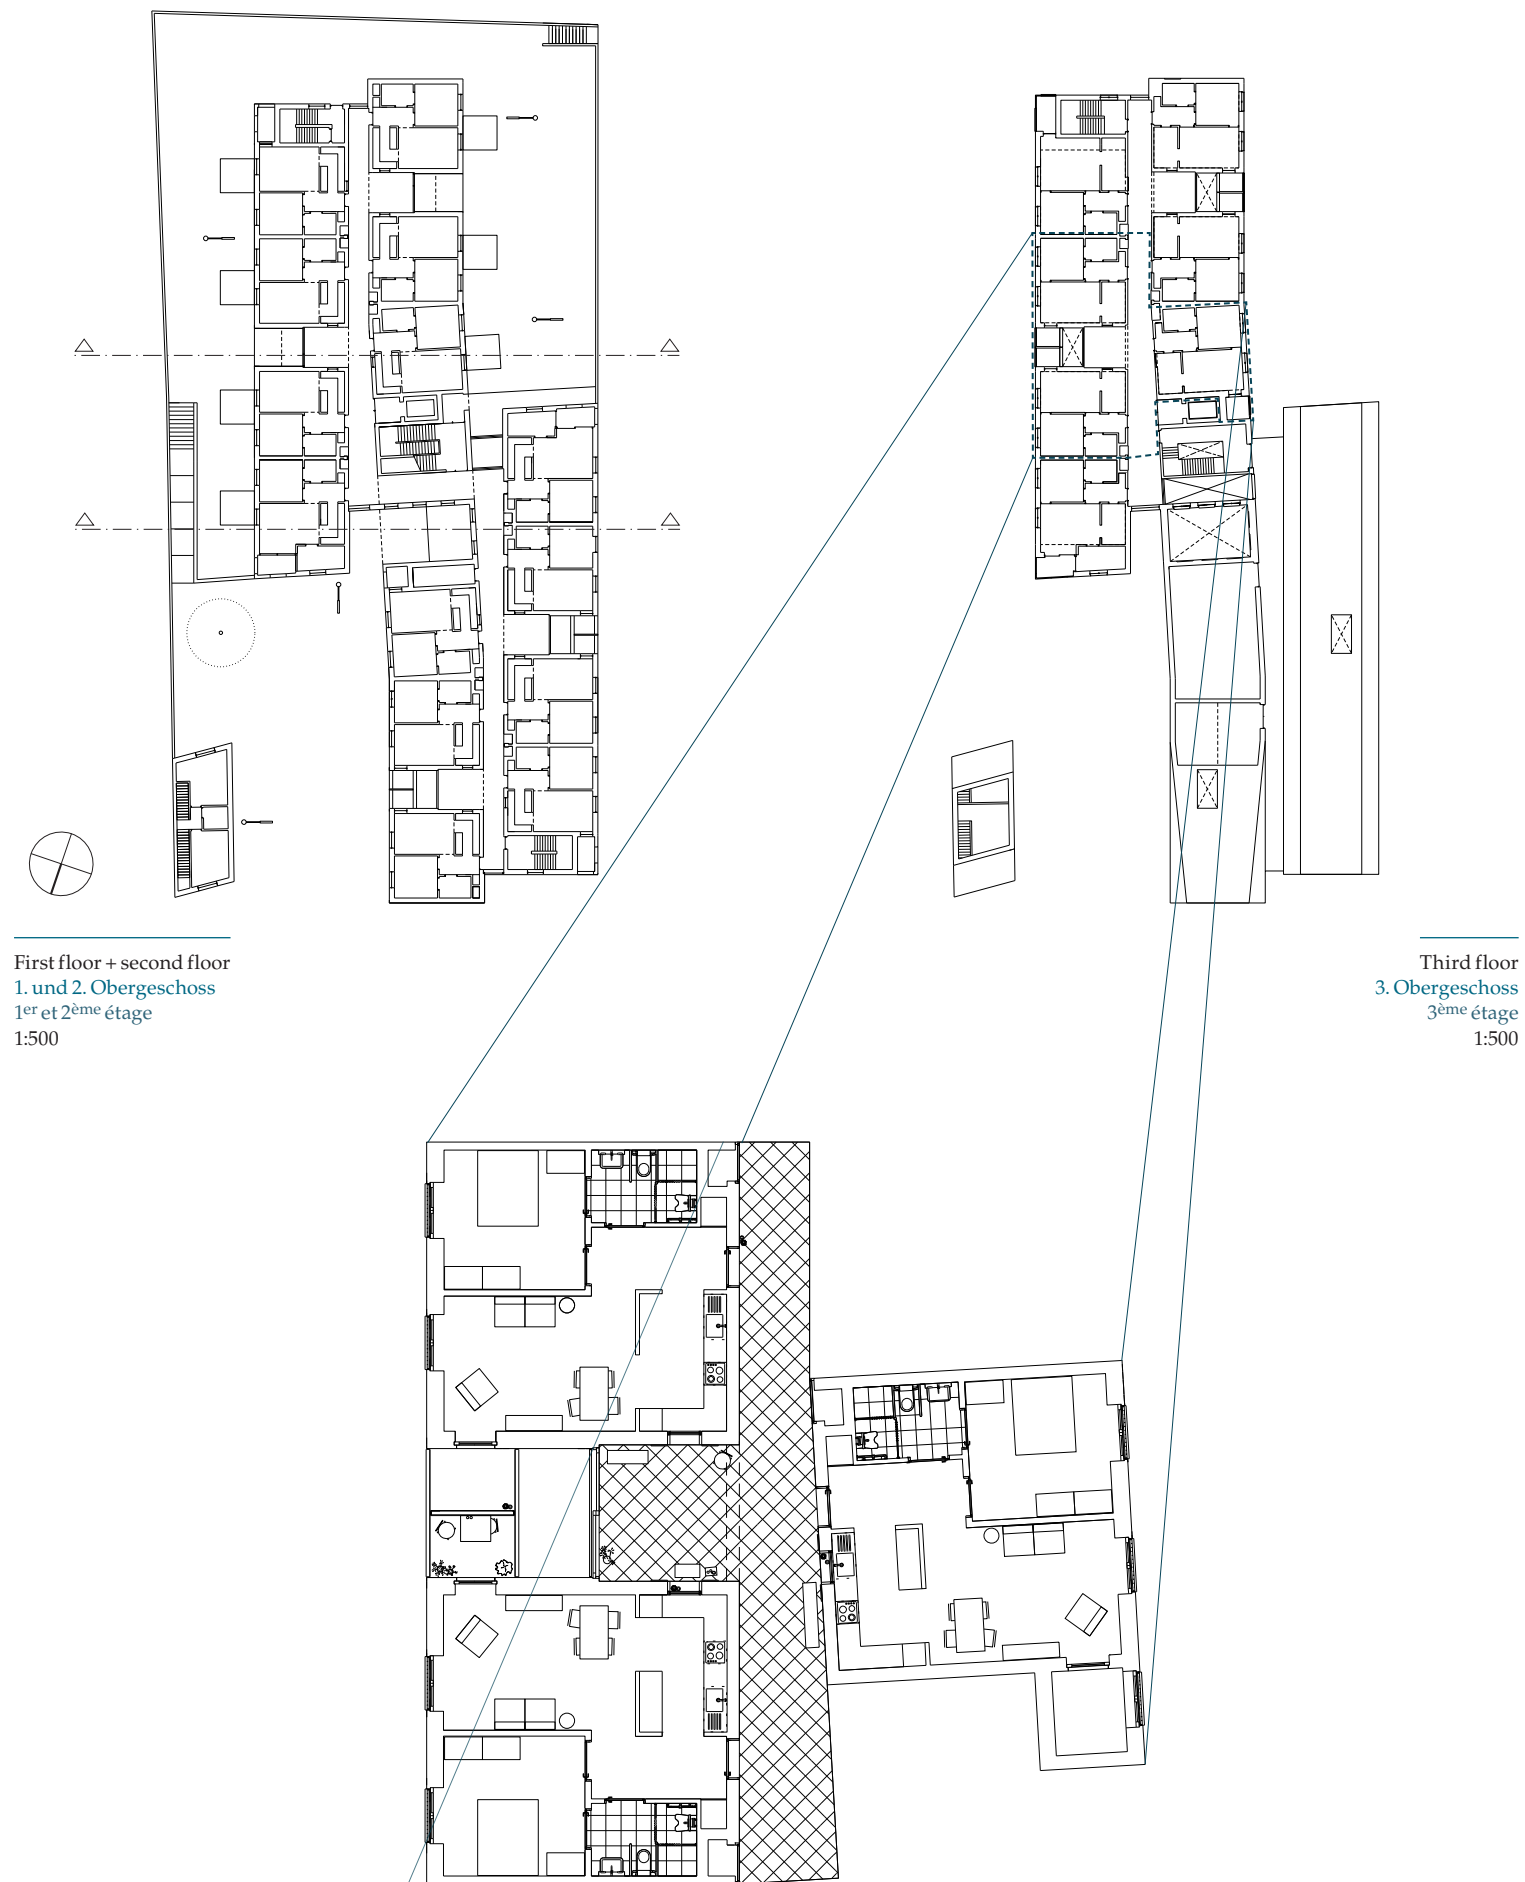 First floor + second floor
1. und 2. Obergeschoss
1er et 2ème étage
1:500
Third floor
3. Obergeschoss
3ème étage
1:500